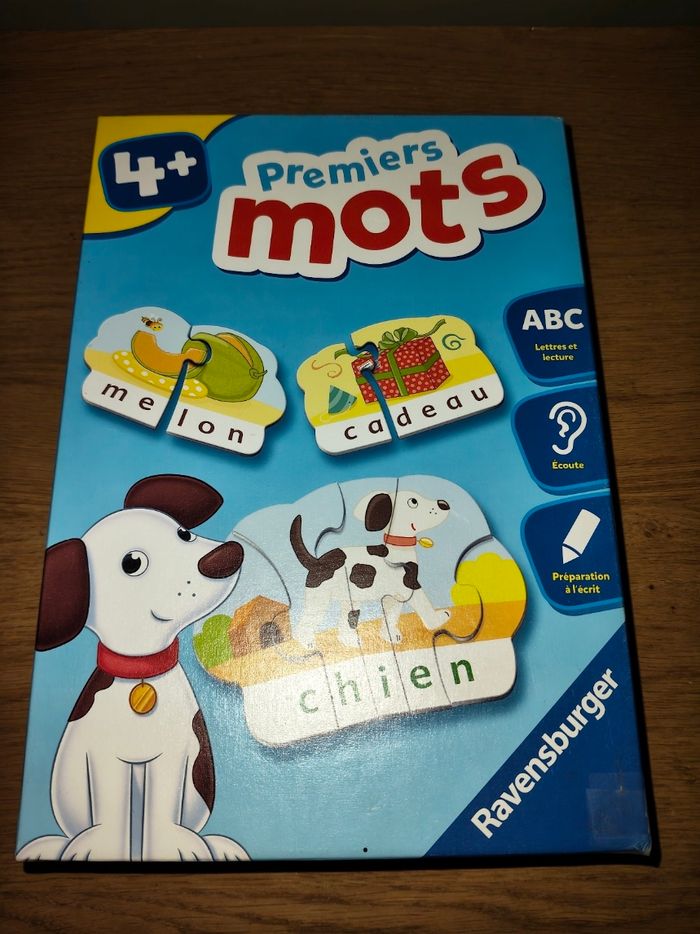 4+
Premiers
mots
ABC
Lettres et
lecture
melon
cadeau
Écoute
Préparation
à l'écrit
chien
Ravensburger